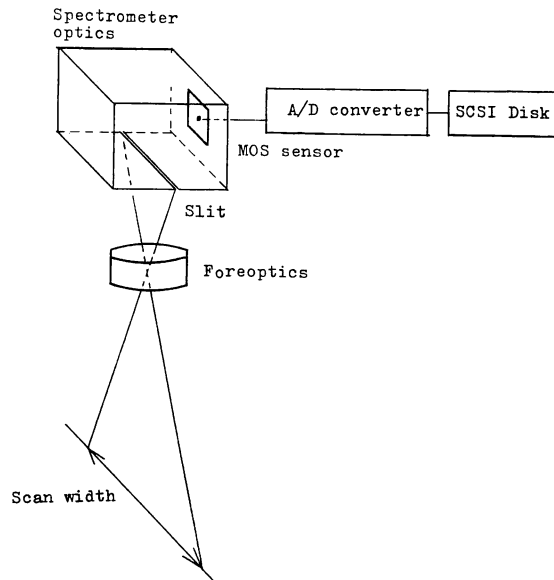 Spectrometer
optics
A/D converter
SCSI Disk
MOS sensor
Slit
Foreoptics
Scan width